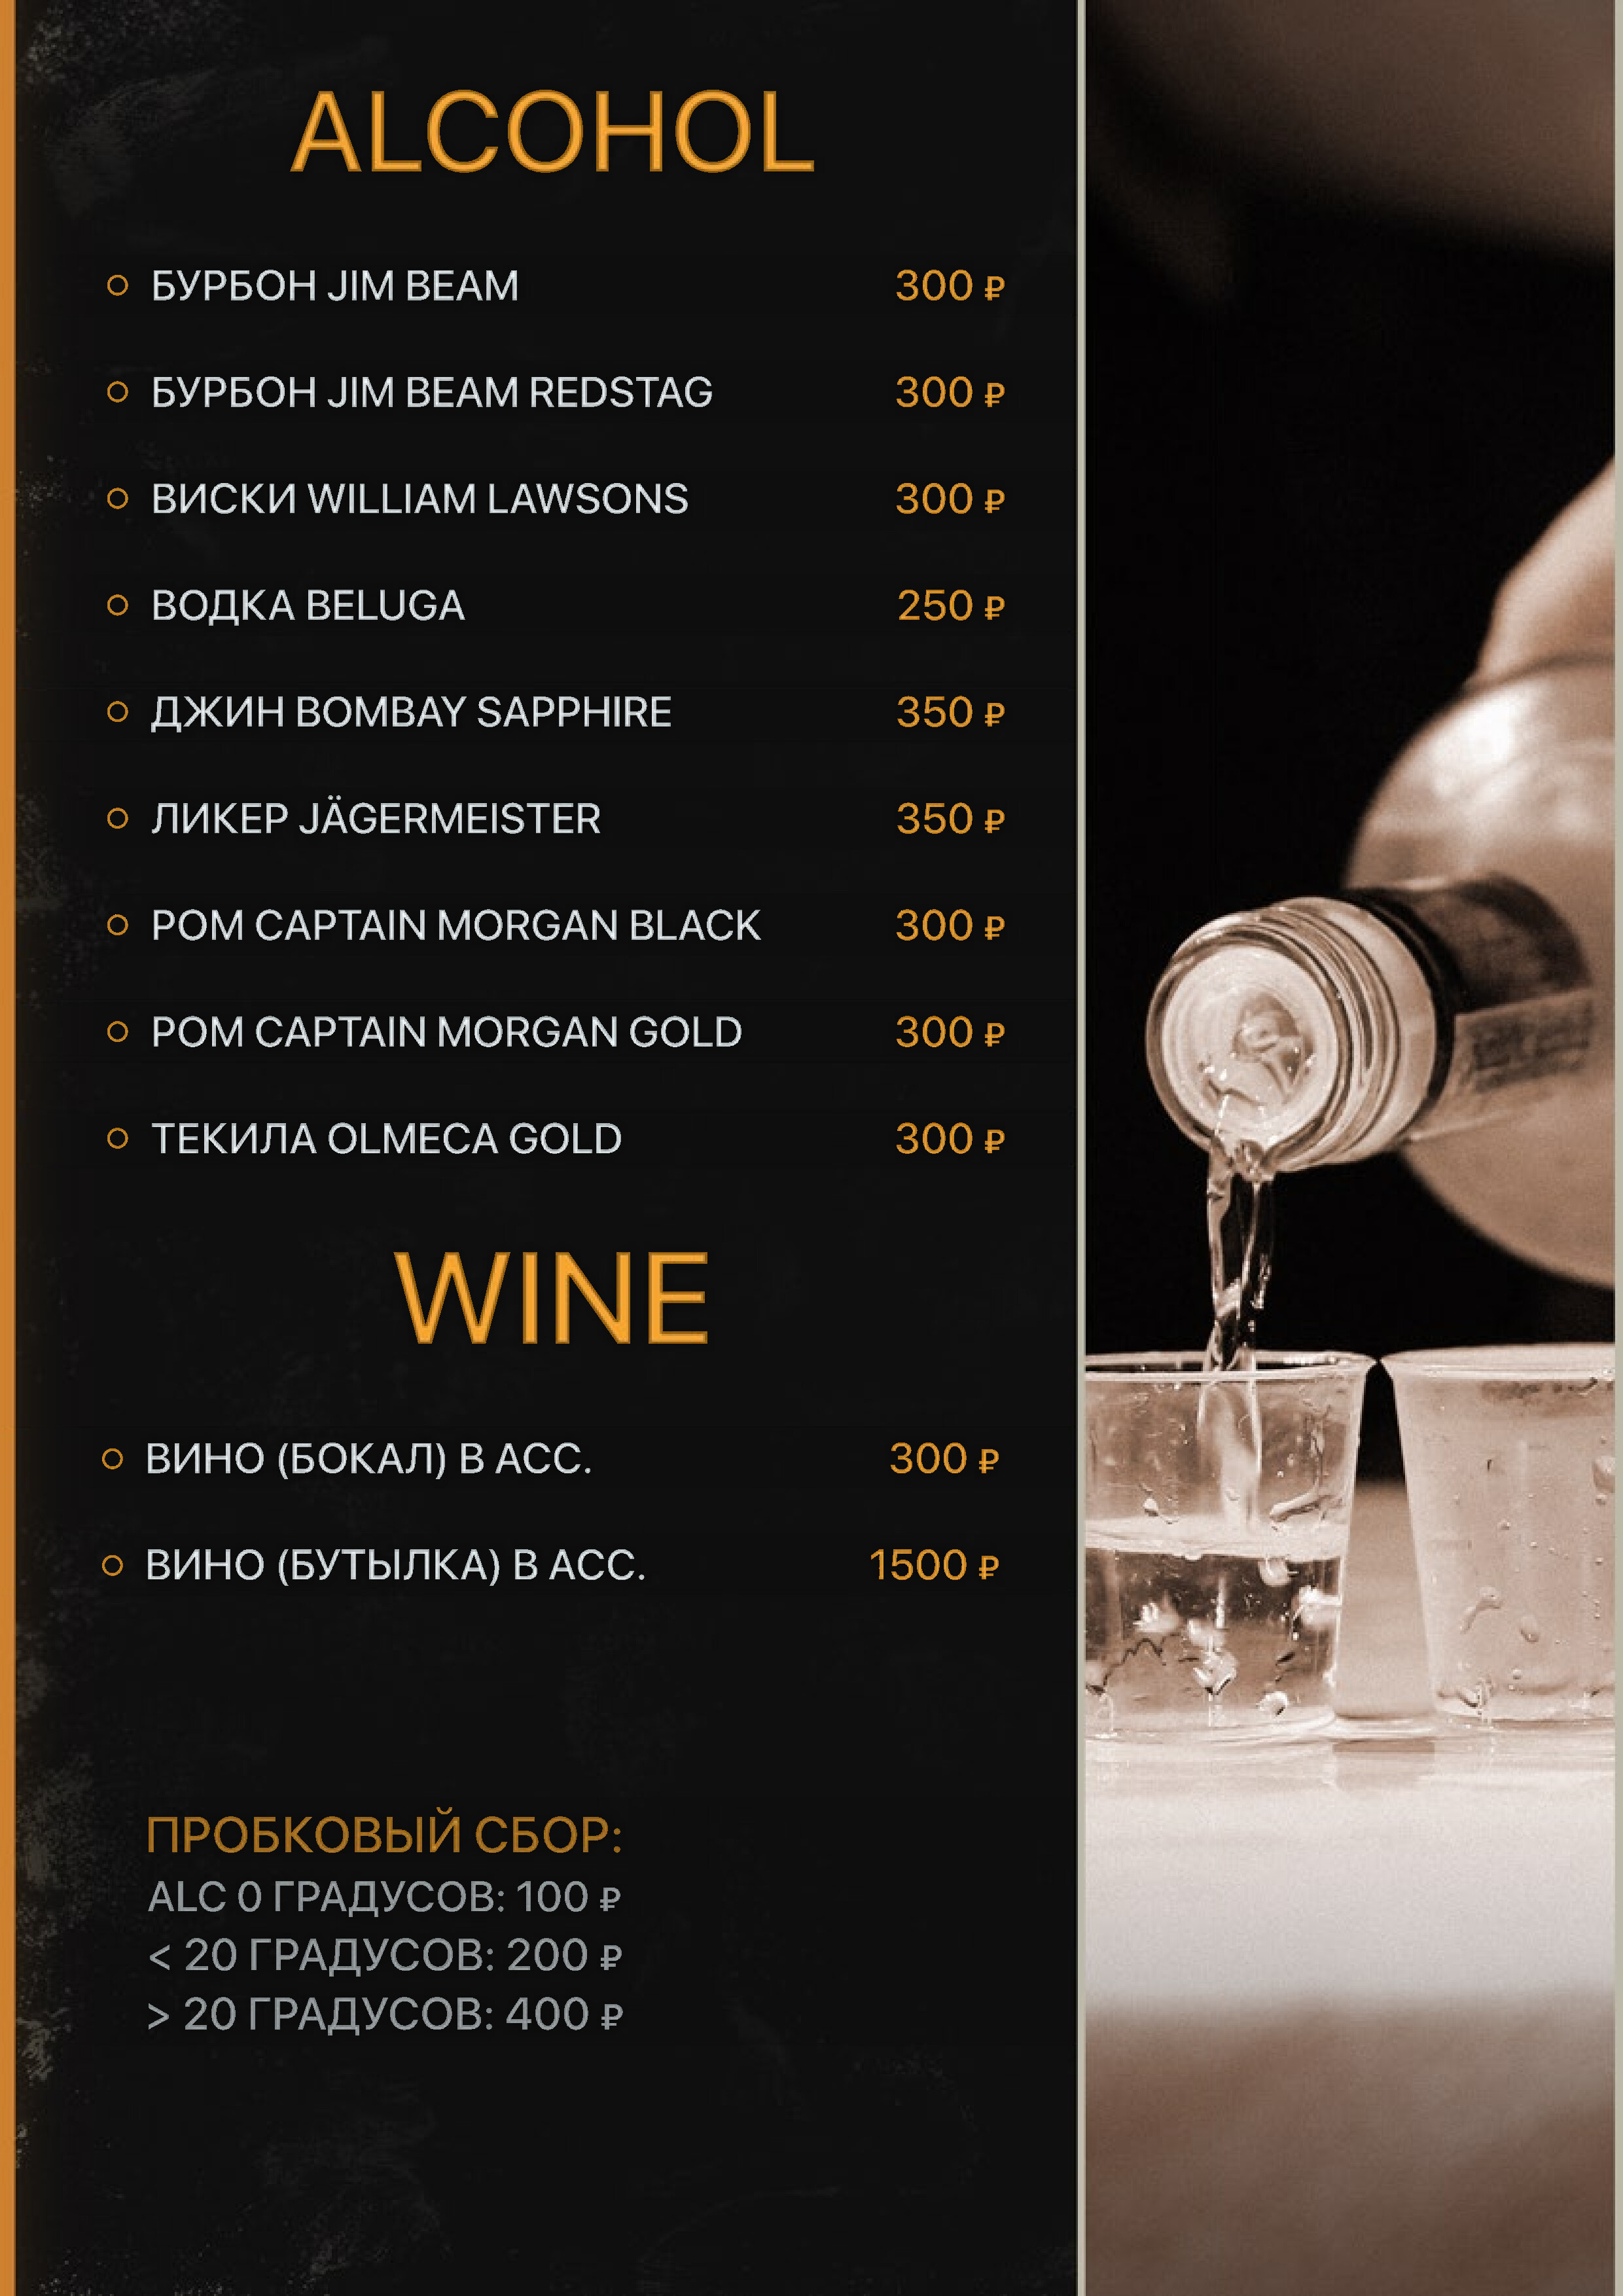 ALCOHOL
БУРБОН JIM BEAM 300 ₽
БУРБОН JIM BEAM REDSTAG 300 ₽
ВИСКИ WILLIAM LAWSONS 300 ₽
ВОДКА BELUGA 250 ₽
ДЖИН BOMBAY SAPPHIRE 350 ₽
ЛИКЕР JÄGERMEISTER 350 ₽
РОМ CAPTAIN MORGAN BLACK 300 ₽
РОМ CAPTAIN MORGAN GOLD 300 ₽
ТЕКИЛА OLMECA GOLD 300 ₽
WINE
ВИНО (БОКАЛ) В АСС. 300 ₽
ВИНО (БУТЫЛКА) В АСС. 1500 ₽
ПРОБКОВЫЙ СБОР:
ALC 0 ГРАДУСОВ: 100 ₽
< 20 ГРАДУСОВ: 200 ₽
> 20 ГРАДУСОВ: 400 ₽